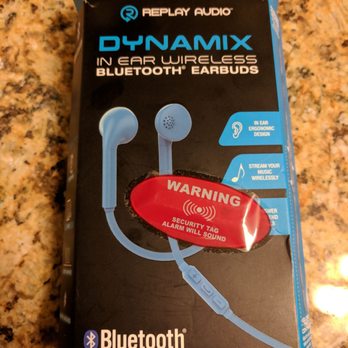 REPLAY AUDIO
DYNAMIX
IN EAR WIRELESS
BLUETOOTH® EARBUDS
IN EAR
ERGONOMIC
DESIGN
STREAM YOUR
MUSIC
WIRELESSLY
WARNING
SECURITY TAG
ALARM WILL SOUND
Bluetooth®